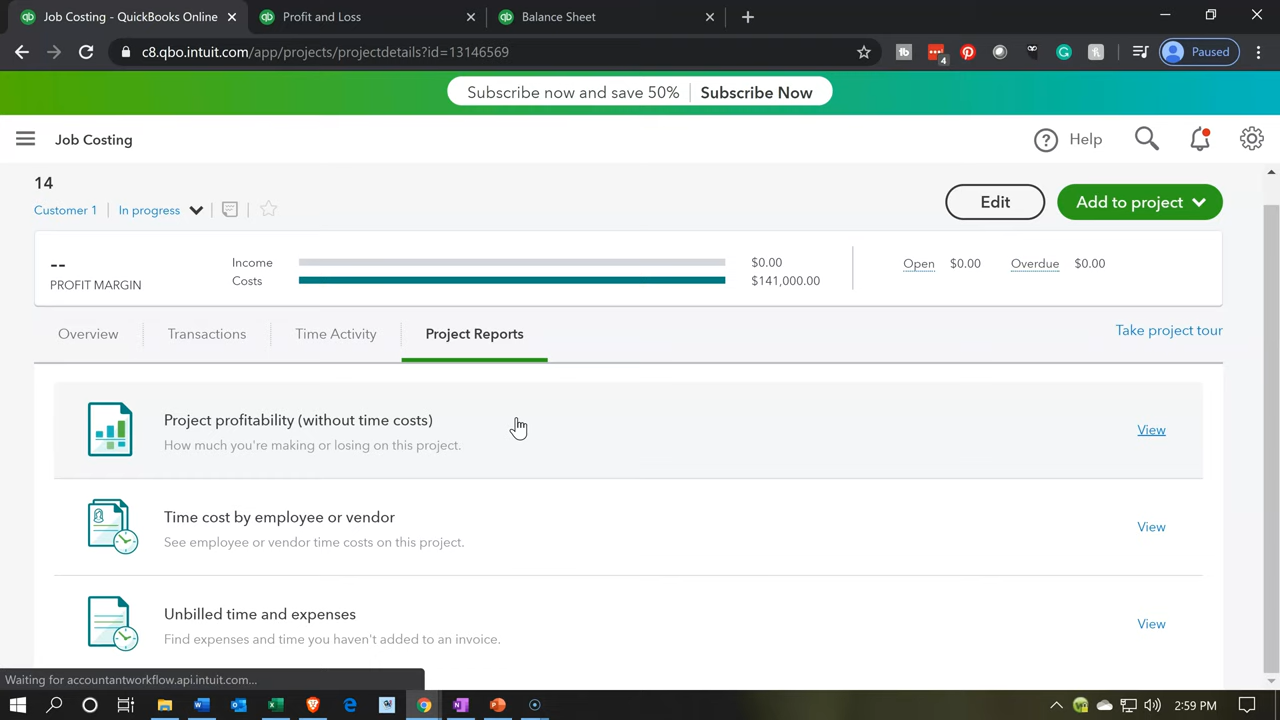 Job Costing - QuickBooks Online
Profit and Loss
Balance Sheet
c8.qbo.intuit.com/app/projects/projectdetails?id=13146569
4
Paused
Subscribe now and save 50% | Subscribe Now
Job Costing
Help
14
Customer 1
In progress
Edit
Add to project
--
PROFIT MARGIN
Income $0.00
Costs $141,000.00
Open $0.00 Overdue $0.00
Overview
Transactions
Time Activity
Project Reports
Take project tour
Project profitability (without time costs)
How much you're making or losing on this project.
View
Time cost by employee or vendor
See employee or vendor time costs on this project.
View
Unbilled time and expenses
Find expenses and time you haven't added to an invoice.
View
Waiting for accountantworkflow.api.intuit.com...
2:59 PM